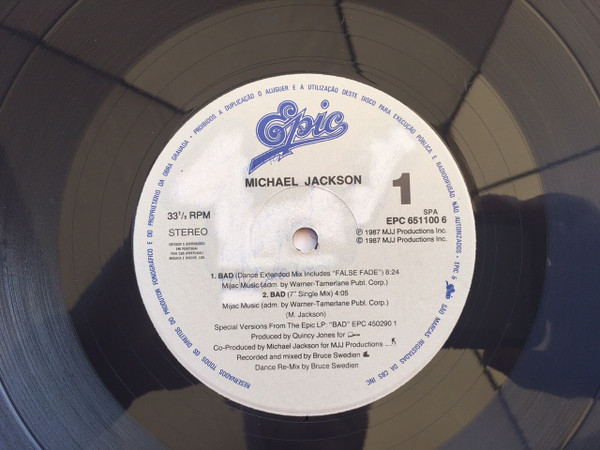 RESERVADOS TODOS OS DIREITOS DO PRODUTOR FONOGRÁFICO E DO PROPRIETÁRIO DA OBRA GRAVADA • PROIBIDOS: A DUPLICAÇÃO O ALUGUER E A UTILIZAÇÃO DESTE DISCO PARA EXECUÇÃO PÚBLICA E RADIODIFUSÃO NÃO AUTORIZADOS • EPIC & Epic SÃO MARCAS REGISTADAS DA CBS INC.
Epic
MICHAEL JACKSON
1
33⅓ RPM
STEREO
SPA
EPC 651100 6
℗ 1987 MJJ Productions Inc.
© 1987 MJJ Productions Inc.
EDITADO E DISTRIBUIDO
EM PORTUGAL
1. BAD (Dance Extended Mix Includes "FALSE FADE") 8:24
Mijac Music (adm. by Warner-Tamerlane Publ. Corp.)
2. BAD (7" Single Mix) 4:05
Mijac Music (adm. by Warner-Tamerlane Publ. Corp.)
(M. Jackson)
Special Versions From The Epic LP: "BAD" EPC 450290 1
Produced by Quincy Jones for
Co-Produced by Michael Jackson for MJJ Productions
Recorded and mixed by Bruce Swedien
Dance Re-Mix by Bruce Swedien